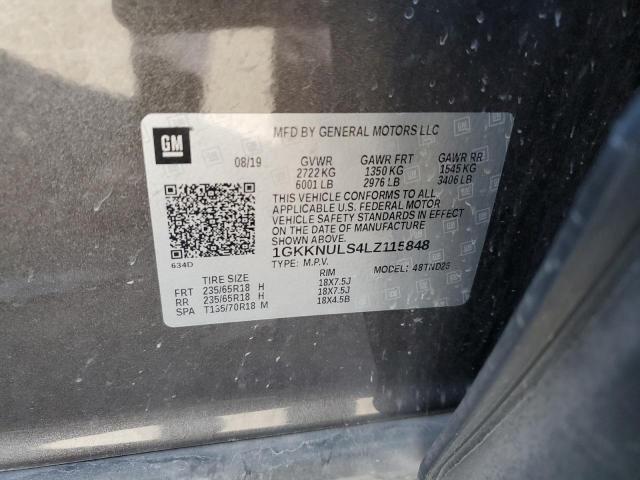 GM
MFD BY GENERAL MOTORS LLC
08/19 GVWR GAWR FRT GAWR RR
2722 KG 1350 KG 1545 KG
6001 LB 2976 LB 3406 LB
THIS VEHICLE CONFORMS TO ALL
APPLICABLE U.S. FEDERAL MOTOR
VEHICLE SAFETY STANDARDS IN EFFECT
ON THE DATE OF MANUFACTURE
SHOWN ABOVE.
1GKKNULS4LZ115848
TYPE: M.P.V. MODEL: 48TND26
634D
TIRE SIZE RIM
FRT 235/65R18 H 18X7.5J
RR 235/65R18 H 18X7.5J
SPA T135/70R18 M 18X4.5B